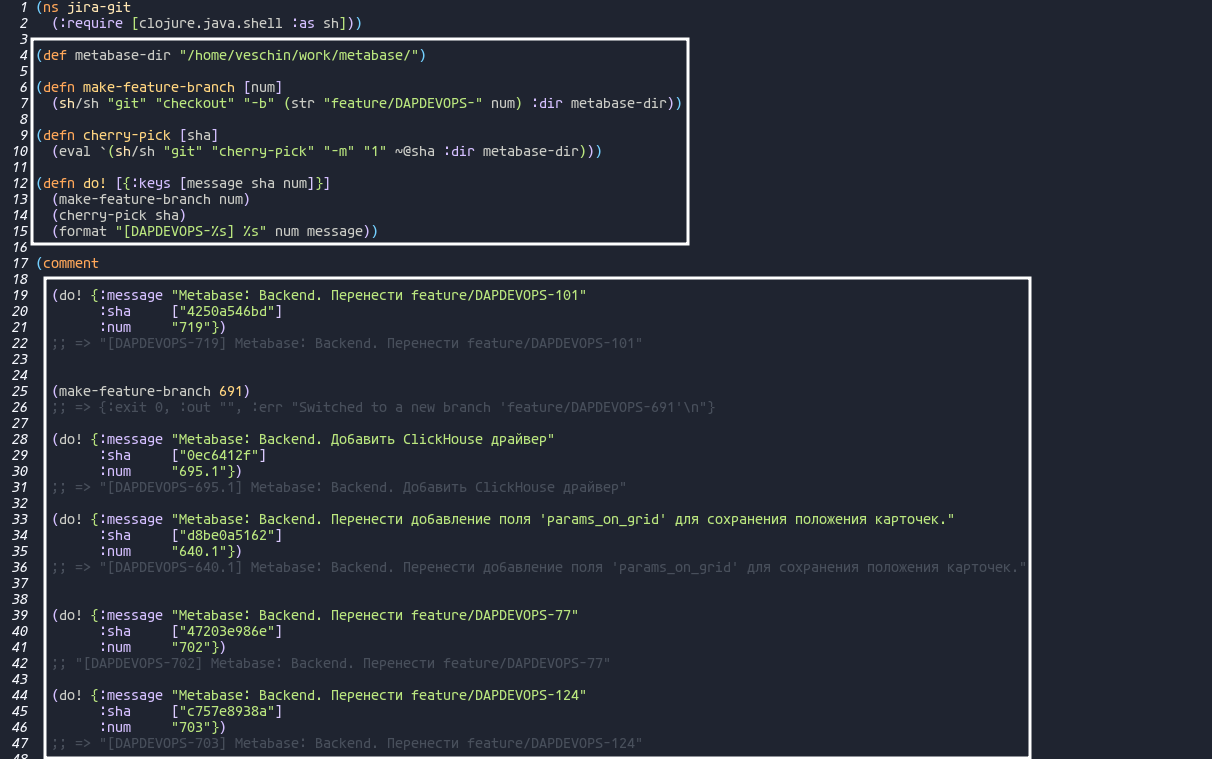 1 (ns jira-git
2   (:require [clojure.java.shell :as sh]))
3
4 (def metabase-dir "/home/veschin/work/metabase/")
5
6 (defn make-feature-branch [num]
7   (sh/sh "git" "checkout" "-b" (str "feature/DAPDEVOPS-" num) :dir metabase-dir))
8
9 (defn cherry-pick [sha]
10   (eval `(sh/sh "git" "cherry-pick" "-m" "1" ~@sha :dir metabase-dir)))
11
12 (defn do! [{:keys [message sha num]}]
13   (make-feature-branch num)
14   (cherry-pick sha)
15   (format "[DAPDEVOPS-%s] %s" num message))
16
17 (comment
18
19   (do! {:message "Metabase: Backend. Перенести feature/DAPDEVOPS-101"
20         :sha     ["4250a546bd"]
21         :num     "719"})
22   ;; => "[DAPDEVOPS-719] Metabase: Backend. Перенести feature/DAPDEVOPS-101"
23
24
25   (make-feature-branch 691)
26   ;; => {:exit 0, :out "", :err "Switched to a new branch 'feature/DAPDEVOPS-691'\n"}
27
28   (do! {:message "Metabase: Backend. Добавить ClickHouse драйвер"
29         :sha     ["0ec6412f"]
30         :num     "695.1"})
31   ;; => "[DAPDEVOPS-695.1] Metabase: Backend. Добавить ClickHouse драйвер"
32
33   (do! {:message "Metabase: Backend. Перенести добавление поля 'params_on_grid' для сохранения положения карточек."
34         :sha     ["d8be0a5162"]
35         :num     "640.1"})
36   ;; => "[DAPDEVOPS-640.1] Metabase: Backend. Перенести добавление поля 'params_on_grid' для сохранения положения карточек."
37
38
39   (do! {:message "Metabase: Backend. Перенести feature/DAPDEVOPS-77"
40         :sha     ["47203e986e"]
41         :num     "702"})
42   ;; "[DAPDEVOPS-702] Metabase: Backend. Перенести feature/DAPDEVOPS-77"
43
44   (do! {:message "Metabase: Backend. Перенести feature/DAPDEVOPS-124"
45         :sha     ["c757e8938a"]
46         :num     "703"})
47   ;; => "[DAPDEVOPS-703] Metabase: Backend. Перенести feature/DAPDEVOPS-124"
48